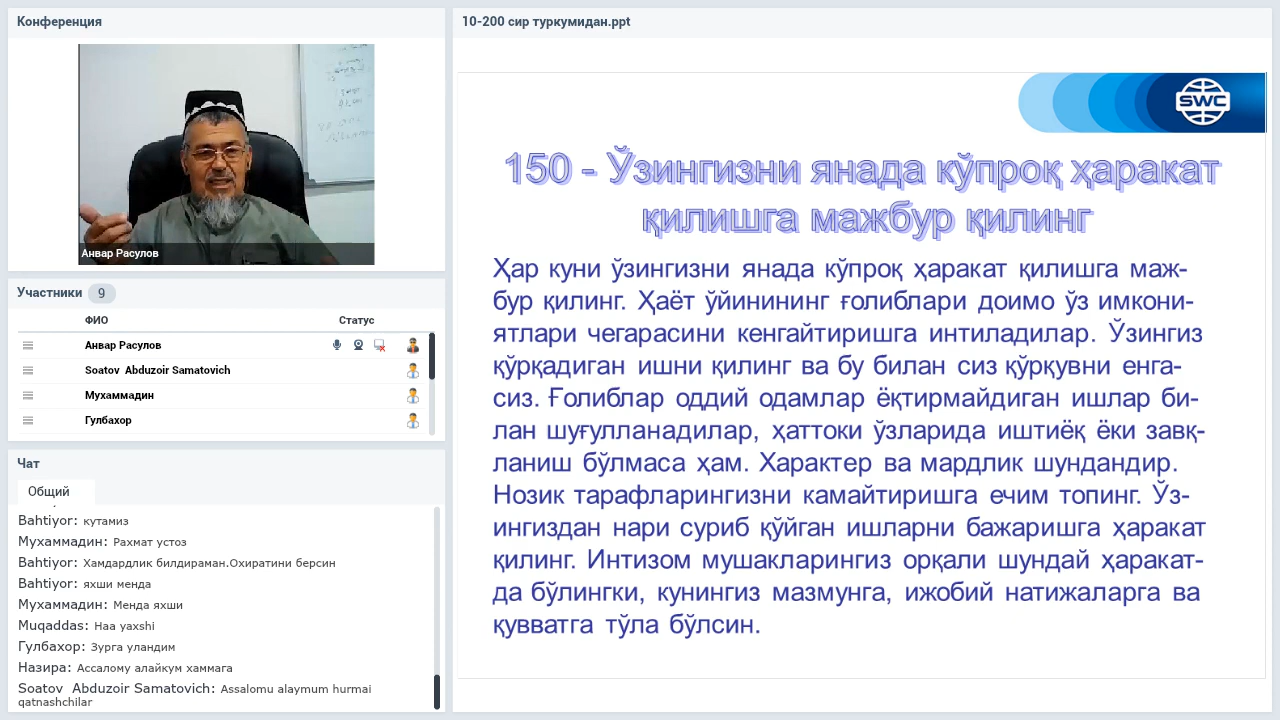 Конференция
Анвар Расулов
Участники 9
ФИО Статус
Анвар Расулов
Soatov Abduzoir Samatovich
Мухаммадин
Гулбахор
Чат
Общий
Bahtiyor: кутамиз
Мухаммадин: Рахмат устоз
Bahtiyor: Хамдардлик билдираман.Охиратини берсин
Bahtiyor: яхши менда
Мухаммадин: Менда яхши
Muqaddas: Haa yaxshi
Гулбахор: Зурга уландим
Назира: Ассалому алайкум хаммага
Soatov Abduzoir Samatovich: Assalomu alaymum hurmai
qatnashchilar
10-200 сир туркумидан.ppt
SWC
150 - Ўзингизни янада кўпроқ ҳаракат
қилишга мажбур қилинг
Ҳар куни ўзингизни янада кўпроқ ҳаракат қилишга маж-
бур қилинг. Ҳаёт ўйинининг ғолиблари доимо ўз имкони-
ятлари чегарасини кенгайтиришга интиладилар. Ўзингиз
қўрқадиган ишни қилинг ва бу билан сиз қўрқувни енга-
сиз. Ғолиблар оддий одамлар ёқтирмайдиган ишлар би-
лан шуғулланадилар, ҳаттоки ўзларида иштиёқ ёки завқ-
ланиш бўлмаса ҳам. Характер ва мардлик шундандир.
Нозик тарафларингизни камайтиришга ечим топинг. Ўз-
ингиздан нари суриб қўйган ишларни бажаришга ҳаракат
қилинг. Интизом мушакларингиз орқали шундай ҳаракат-
да бўлингки, кунингиз мазмунга, ижобий натижаларга ва
қувватга тўла бўлсин.